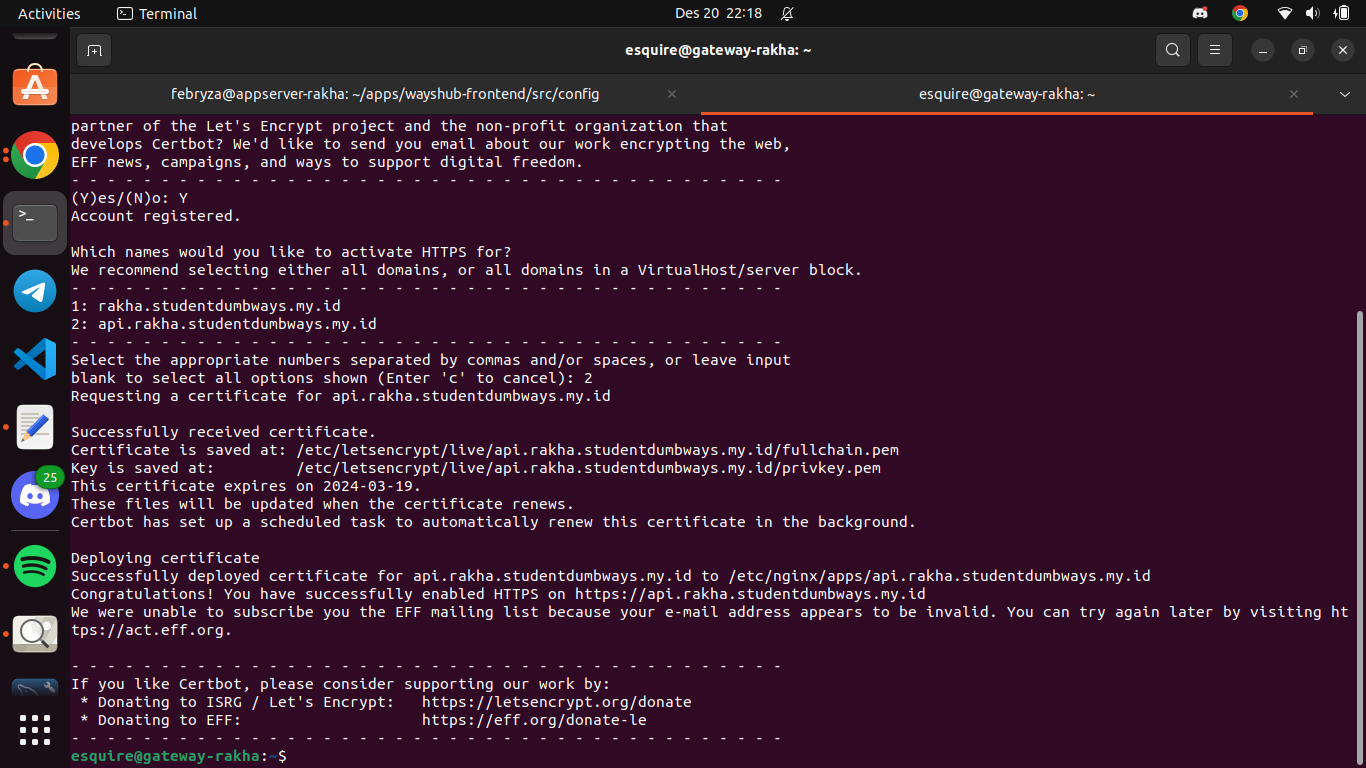 Activities
Terminal
Des 20 22:18
esquire@gateway-rakha: ~
febryza@appserver-rakha: ~/apps/wayshub-frontend/src/config
esquire@gateway-rakha: ~
partner of the Let's Encrypt project and the non-profit organization that
develops Certbot? We'd like to send you email about our work encrypting the web,
EFF news, campaigns, and ways to support digital freedom.
- - - - - - - - - - - - - - - - - - - - - - - - - - - - - - - - - - - - - - - -
(Y)es/(N)o: Y
Account registered.
Which names would you like to activate HTTPS for?
We recommend selecting either all domains, or all domains in a VirtualHost/server block.
- - - - - - - - - - - - - - - - - - - - - - - - - - - - - - - - - - - - - - - -
1: rakha.studentdumbways.my.id
2: api.rakha.studentdumbways.my.id
- - - - - - - - - - - - - - - - - - - - - - - - - - - - - - - - - - - - - - - -
Select the appropriate numbers separated by commas and/or spaces, or leave input
blank to select all options shown (Enter 'c' to cancel): 2
Requesting a certificate for api.rakha.studentdumbways.my.id
Successfully received certificate.
Certificate is saved at: /etc/letsencrypt/live/api.rakha.studentdumbways.my.id/fullchain.pem
Key is saved at:         /etc/letsencrypt/live/api.rakha.studentdumbways.my.id/privkey.pem
This certificate expires on 2024-03-19.
These files will be updated when the certificate renews.
Certbot has set up a scheduled task to automatically renew this certificate in the background.
Deploying certificate
Successfully deployed certificate for api.rakha.studentdumbways.my.id to /etc/nginx/apps/api.rakha.studentdumbways.my.id
Congratulations! You have successfully enabled HTTPS on https://api.rakha.studentdumbways.my.id
We were unable to subscribe you the EFF mailing list because your e-mail address appears to be invalid. You can try again later by visiting ht
tps://act.eff.org.
- - - - - - - - - - - - - - - - - - - - - - - - - - - - - - - - - - - - - - - -
If you like Certbot, please consider supporting our work by:
 * Donating to ISRG / Let's Encrypt:   https://letsencrypt.org/donate
 * Donating to EFF:                    https://eff.org/donate-le
- - - - - - - - - - - - - - - - - - - - - - - - - - - - - - - - - - - - - - - -
esquire@gateway-rakha:~$
25